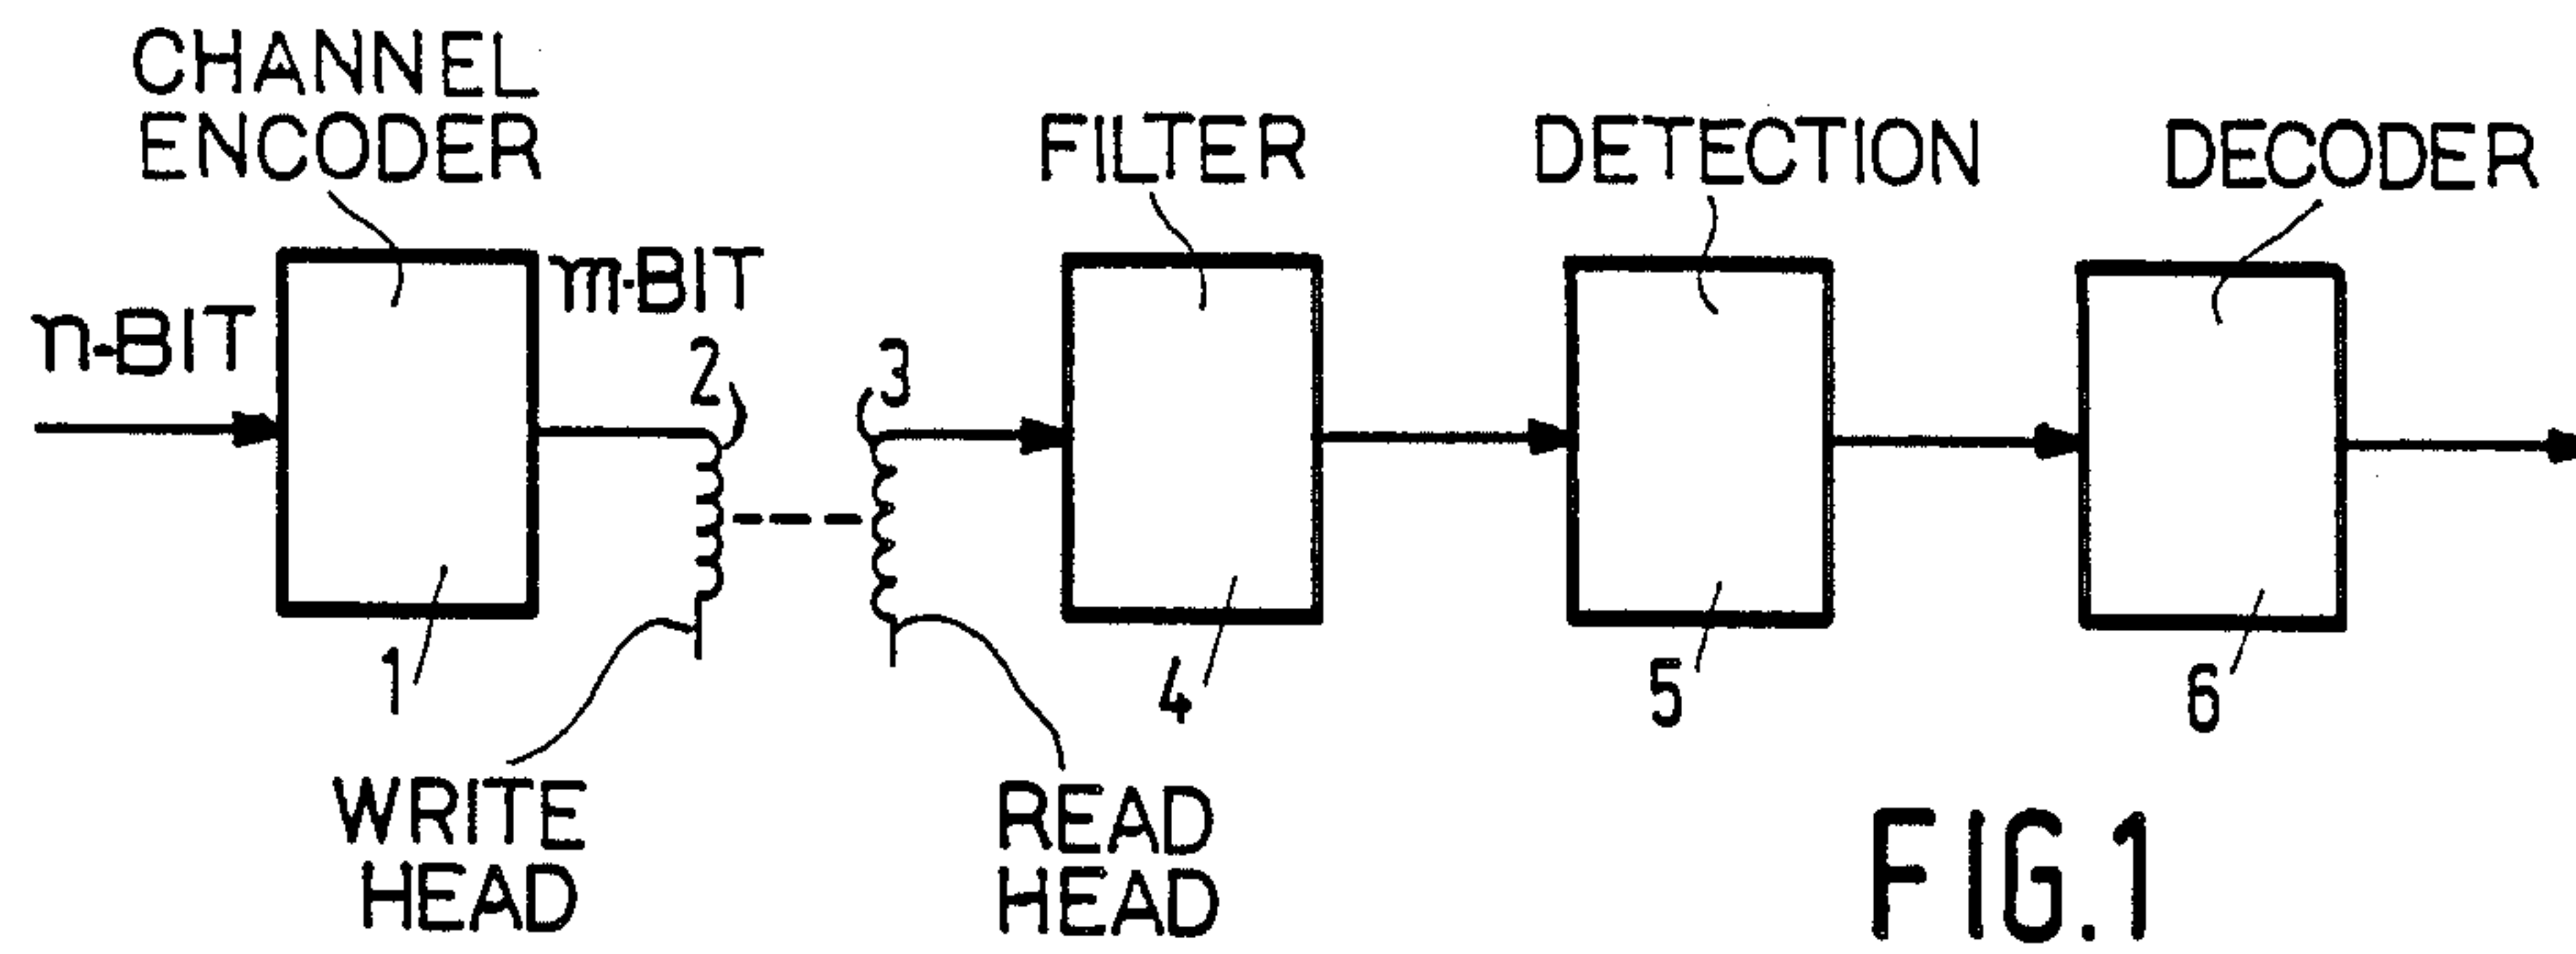 CHANNEL
ENCODER
FILTER
DETECTION
DECODER
n-BIT
m-BIT
2
3
1
4
5
6
WRITE
HEAD
READ
HEAD
FIG.1